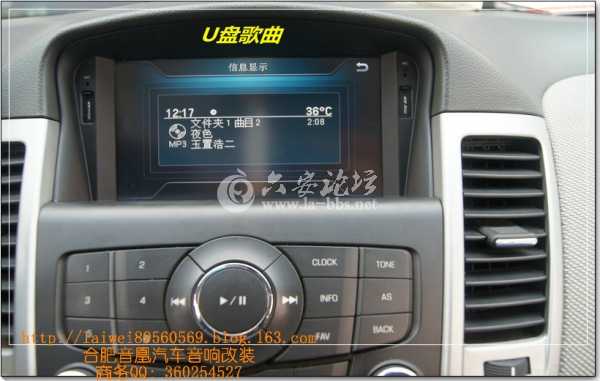 U盘歌曲
信息显示
12:17 36°C
文件夹1 曲目2 2:08
夜色
MP3 玉置浩二
六安论坛
www.la-bbs.net
1 2 CLOCK TONE
3 4 INFO AS
FAV BACK
http://faiwei80560569.blog.163.com
合肥音凰汽车音响改装
商务QQ：360254527